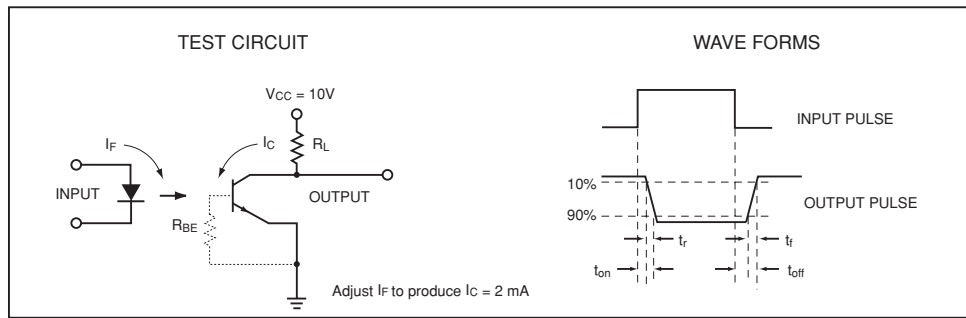 TEST CIRCUIT
WAVE FORMS
VCC = 10V
IF
IC
RL
INPUT
OUTPUT
RBE
Adjust IF to produce IC = 2 mA
INPUT PULSE
10%
OUTPUT PULSE
90%
tr
tf
ton
toff